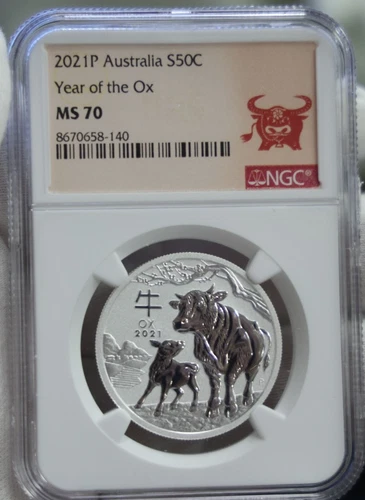 2021P Australia S50C
Year of the Ox
MS 70
8670658-140
NGC®
牛
OX
2021